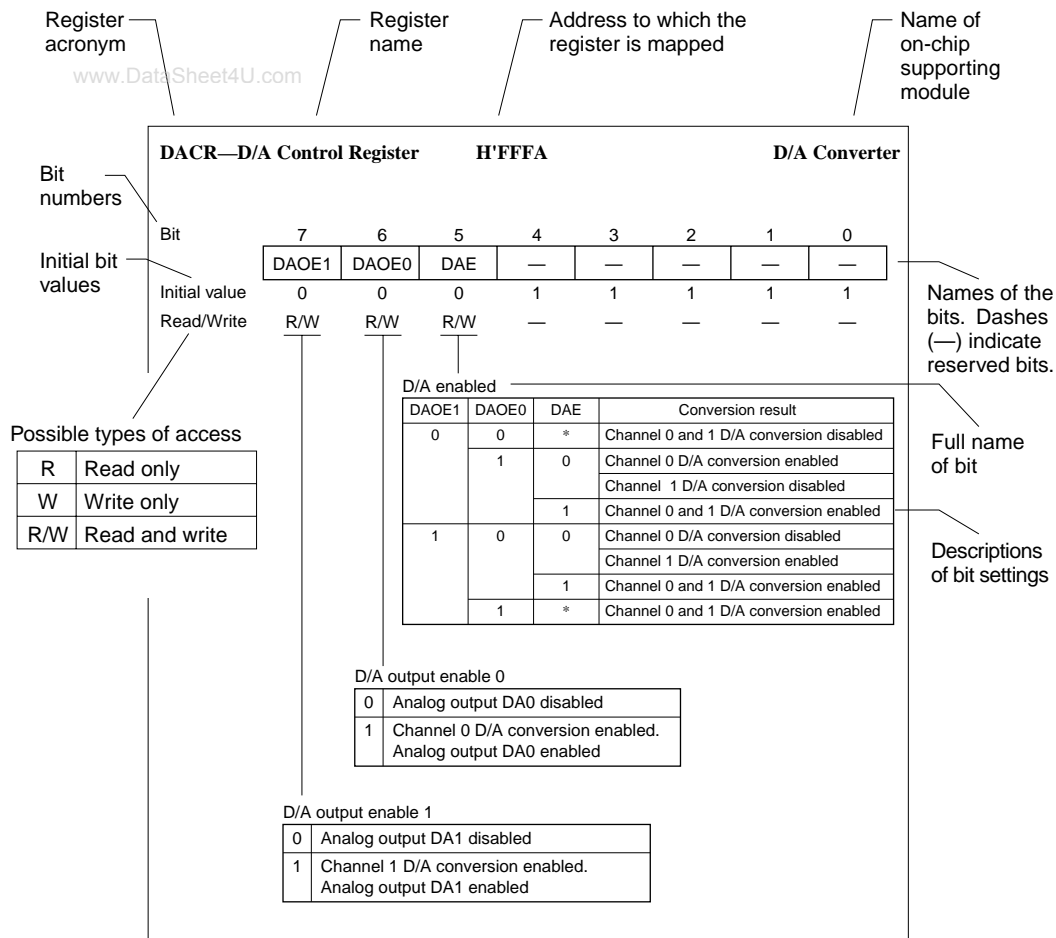 Register acronym
Register name
Address to which the register is mapped
Name of on-chip supporting module
www.DataSheet4U.com
DACR—D/A Control Register H'FFFA D/A Converter
Bit numbers
Bit 7 6 5 4 3 2 1 0
DAOE1 DAOE0 DAE — — — — —
Initial bit values
Initial value 0 0 0 1 1 1 1 1
Read/Write R/W R/W R/W — — — — —
Names of the bits. Dashes (—) indicate reserved bits.
D/A enabled
DAOE1 DAOE0 DAE Conversion result
0 0 * Channel 0 and 1 D/A conversion disabled
1 0 Channel 0 D/A conversion enabled
Channel 1 D/A conversion disabled
1 Channel 0 and 1 D/A conversion enabled
1 0 0 Channel 0 D/A conversion disabled
Channel 1 D/A conversion enabled
1 Channel 0 and 1 D/A conversion enabled
1 * Channel 0 and 1 D/A conversion enabled
Full name of bit
Descriptions of bit settings
Possible types of access
R Read only
W Write only
R/W Read and write
D/A output enable 0
0 Analog output DA0 disabled
1 Channel 0 D/A conversion enabled.
Analog output DA0 enabled
D/A output enable 1
0 Analog output DA1 disabled
1 Channel 1 D/A conversion enabled.
Analog output DA1 enabled